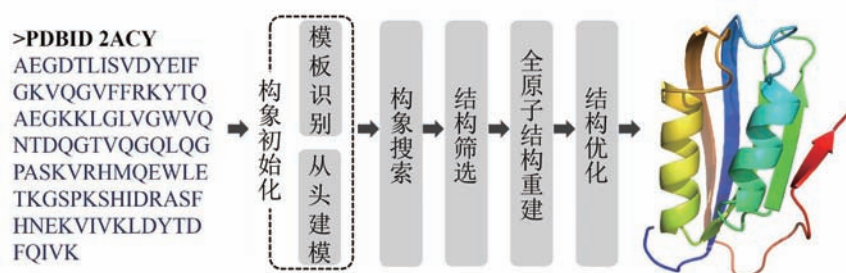 >PDBID 2ACY
AEGDTLISVDYEIF
GKVQGVFFRKYTQ
AEGKKLGLVGWVQ
NTDQGTVQGQLQG
PASKVRHMQEWLE
TKGSPKSHIDRASF
HNEKVIVKLDYTD
FQIVK
构象初始化
模板识别
从头建模
构象搜索
结构筛选
全原子结构重建
结构优化